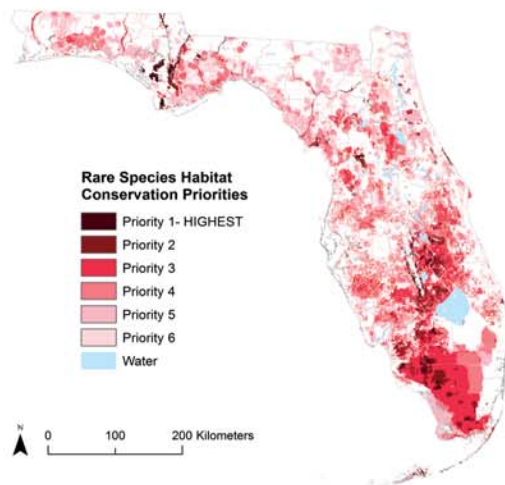 Rare Species Habitat
Conservation Priorities
Priority 1- HIGHEST
Priority 2
Priority 3
Priority 4
Priority 5
Priority 6
Water
N
0 100 200 Kilometers